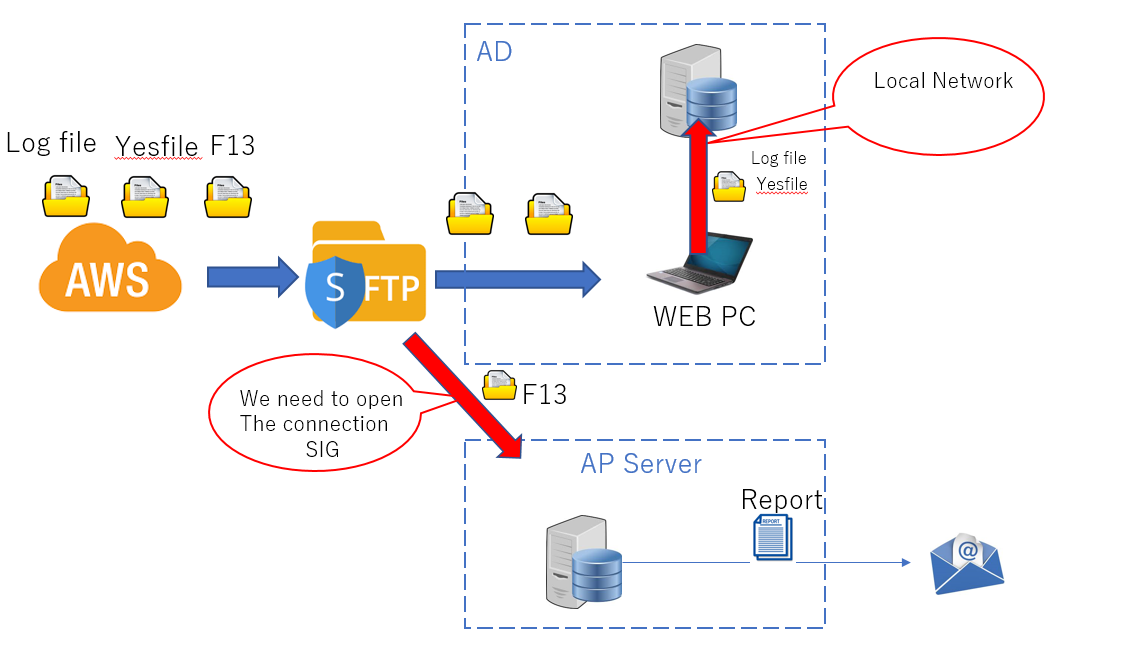 AD
Local Network
Log file
Yesfile F13
Log file
Yesfile
AWS
S
FTP
WEB PC
We need to open
The connection
SIG
F13
AP Server
Report
REPORT
@